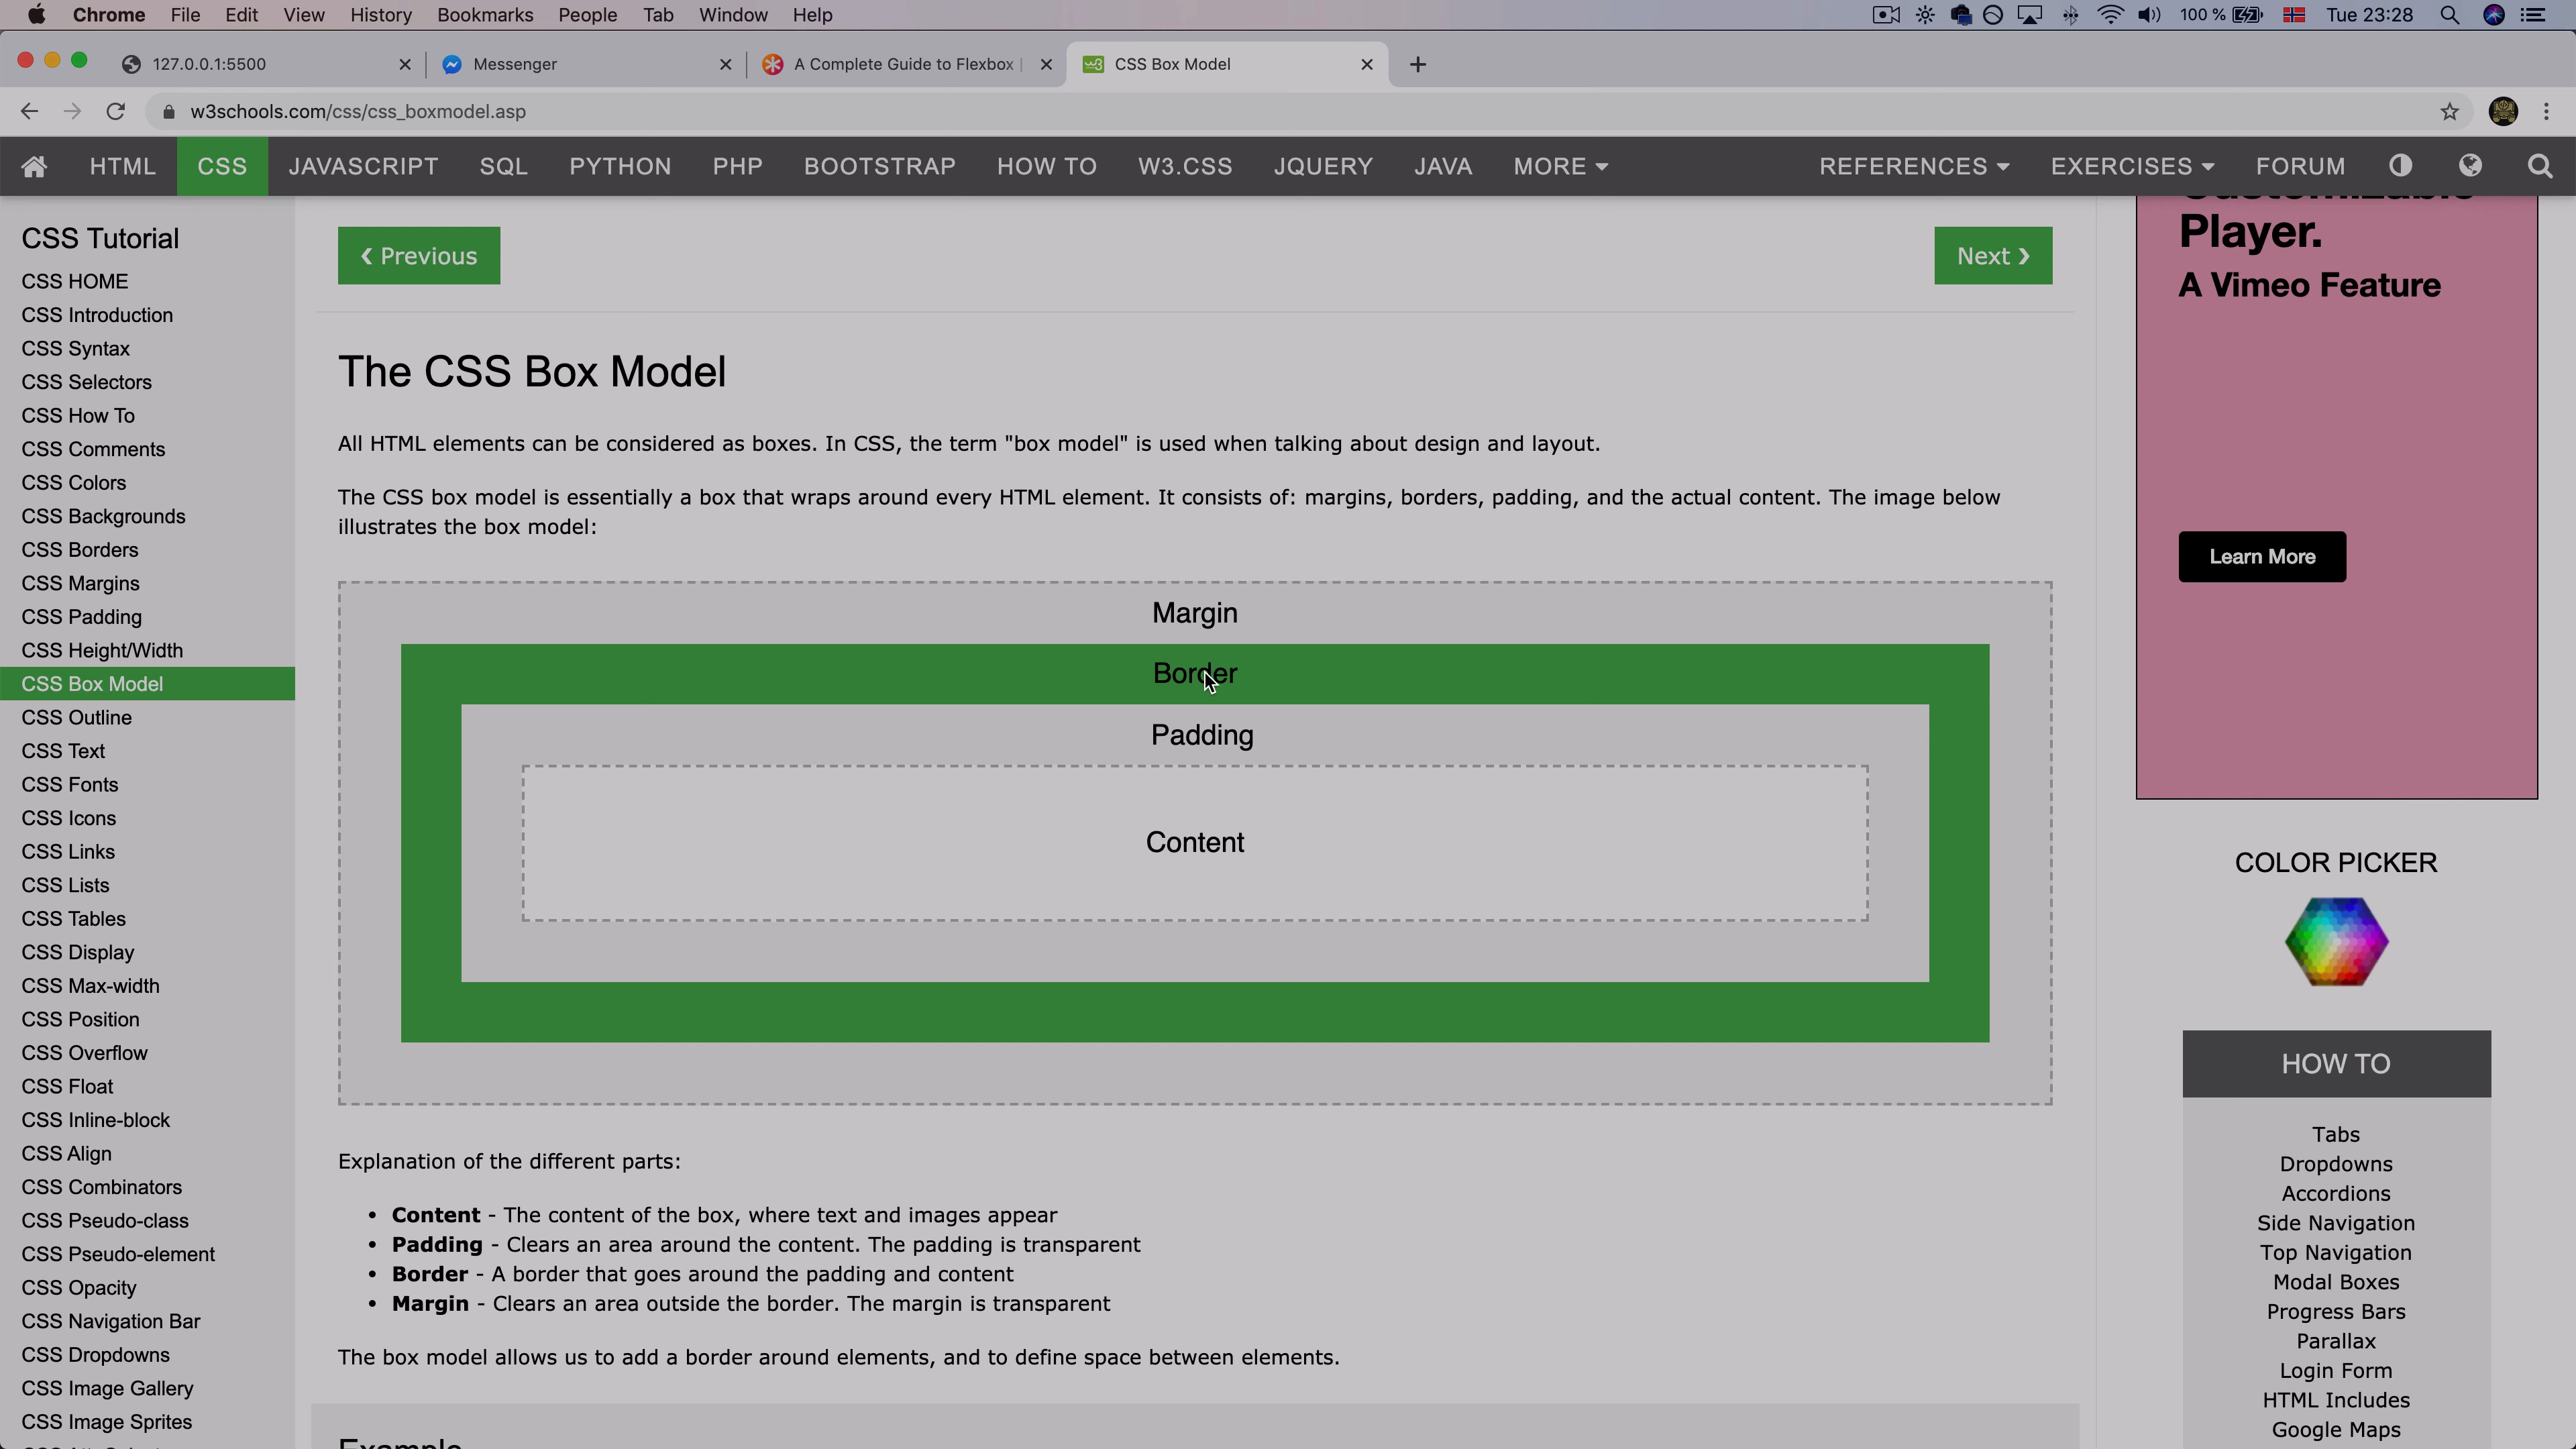 Chrome File Edit View History Bookmarks People Tab Window Help
100 % Tue 23:28
127.0.0.1:5500
Messenger
A Complete Guide to Flexbox |
CSS Box Model
w3schools.com/css/css_boxmodel.asp
HTML CSS JAVASCRIPT SQL PYTHON PHP BOOTSTRAP HOW TO W3.CSS JQUERY JAVA MORE REFERENCES EXERCISES FORUM
CSS Tutorial
CSS HOME
CSS Introduction
CSS Syntax
CSS Selectors
CSS How To
CSS Comments
CSS Colors
CSS Backgrounds
CSS Borders
CSS Margins
CSS Padding
CSS Height/Width
CSS Box Model
CSS Outline
CSS Text
CSS Fonts
CSS Icons
CSS Links
CSS Lists
CSS Tables
CSS Display
CSS Max-width
CSS Position
CSS Overflow
CSS Float
CSS Inline-block
CSS Align
CSS Combinators
CSS Pseudo-class
CSS Pseudo-element
CSS Opacity
CSS Navigation Bar
CSS Dropdowns
CSS Image Gallery
CSS Image Sprites
❮ Previous
Next ❯
The CSS Box Model
All HTML elements can be considered as boxes. In CSS, the term "box model" is used when talking about design and layout.
The CSS box model is essentially a box that wraps around every HTML element. It consists of: margins, borders, padding, and the actual content. The image below
illustrates the box model:
Margin
Border
Padding
Content
Explanation of the different parts:
• Content - The content of the box, where text and images appear
• Padding - Clears an area around the content. The padding is transparent
• Border - A border that goes around the padding and content
• Margin - Clears an area outside the border. The margin is transparent
The box model allows us to add a border around elements, and to define space between elements.
Example
Customizable
Player.
A Vimeo Feature
Learn More
COLOR PICKER
HOW TO
Tabs
Dropdowns
Accordions
Side Navigation
Top Navigation
Modal Boxes
Progress Bars
Parallax
Login Form
HTML Includes
Google Maps